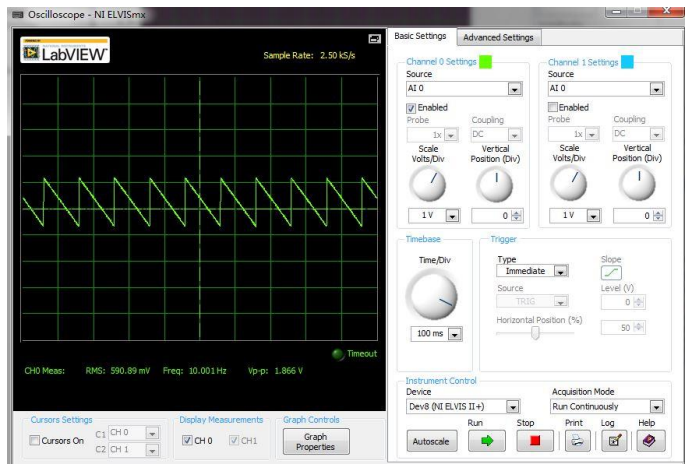 Oscilloscope - NI ELVISmx
LabVIEW
Sample Rate: 2.50 kS/s
Timeout
CH0 Meas: RMS: 590.89 mV Freq: 10.001 Hz Vp-p: 1.866 V
Cursors Settings
Cursors On
C1 CH 0
C2 CH 1
Display Measurements
CH 0 CH1
Graph Controls
Graph
Properties
Basic Settings Advanced Settings
Channel 0 Settings
Source
AI 0
Enabled
Probe Coupling
1x DC
Scale Vertical
Volts/Div Position (Div)
1 V 0
Channel 1 Settings
Source
AI 0
Enabled
Probe Coupling
1x DC
Scale Vertical
Volts/Div Position (Div)
1 V 0
Timebase
Time/Div
100 ms
Trigger
Type Slope
Immediate
Source Level (V)
TRIG 0
Horizontal Position (%)
50
Instrument Control
Device Acquisition Mode
Dev8 (NI ELVIS II+) Run Continuously
Run Stop Print Log Help
Autoscale